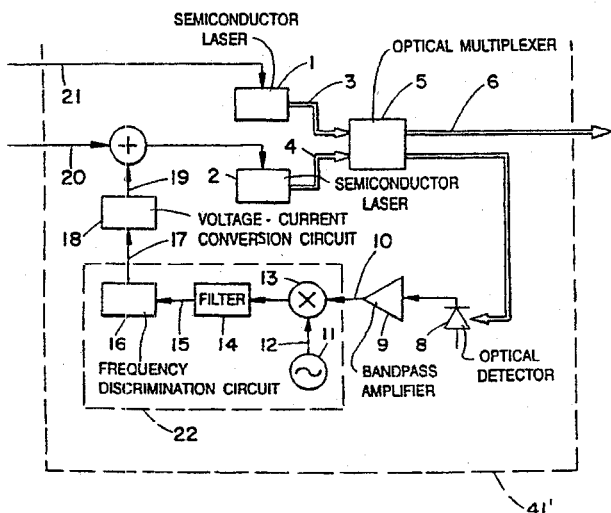 SEMICONDUCTOR
LASER
OPTICAL MULTIPLEXER
1
3
5
6
21
4
20
19
2
SEMICONDUCTOR
LASER
18
VOLTAGE - CURRENT
CONVERSION CIRCUIT
17
10
13
FILTER
16
15
14
12
11
9
8
FREQUENCY
DISCRIMINATION CIRCUIT
BANDPASS
AMPLIFIER
OPTICAL
DETECTOR
22
41'